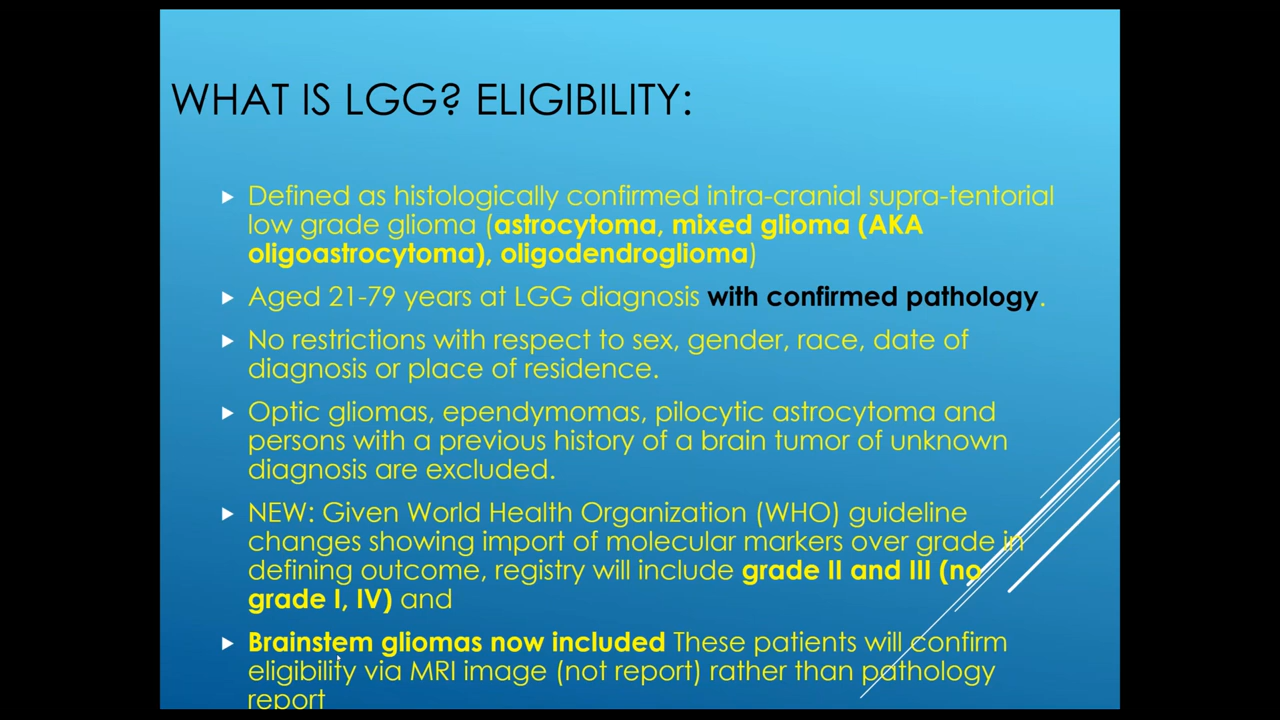 WHAT IS LGG? ELIGIBILITY:
Defined as histologically confirmed intra-cranial supra-tentorial
low grade glioma (astrocytoma, mixed glioma (AKA
oligoastrocytoma), oligodendroglioma)
Aged 21-79 years at LGG diagnosis with confirmed pathology.
No restrictions with respect to sex, gender, race, date of
diagnosis or place of residence.
Optic gliomas, ependymomas, pilocytic astrocytoma and
persons with a previous history of a brain tumor of unknown
diagnosis are excluded.
NEW: Given World Health Organization (WHO) guideline
changes showing import of molecular markers over grade in
defining outcome, registry will include grade II and III (no
grade I, IV) and
Brainstem gliomas now included These patients will confirm
eligibility via MRI image (not report) rather than pathology
report